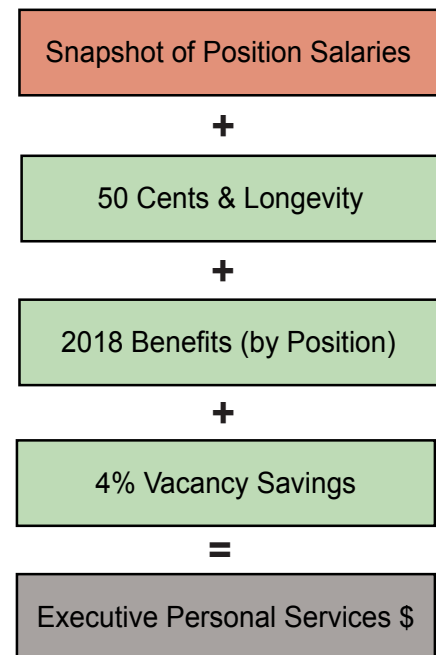 Snapshot of Position Salaries
+
50 Cents & Longevity
+
2018 Benefits (by Position)
+
4% Vacancy Savings
=
Executive Personal Services $